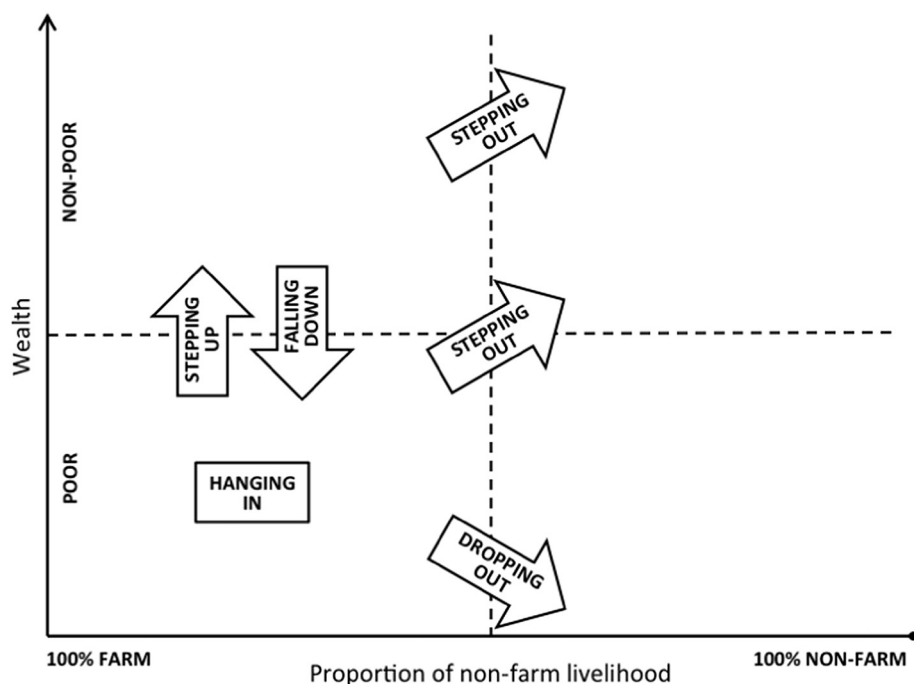 STEPPING
OUT
NON-POOR
STEPPING
UP
FALLING
DOWN
STEPPING
OUT
Wealth
POOR
HANGING
IN
DROPPING
OUT
100% FARM
Proportion of non-farm livelihood
100% NON-FARM